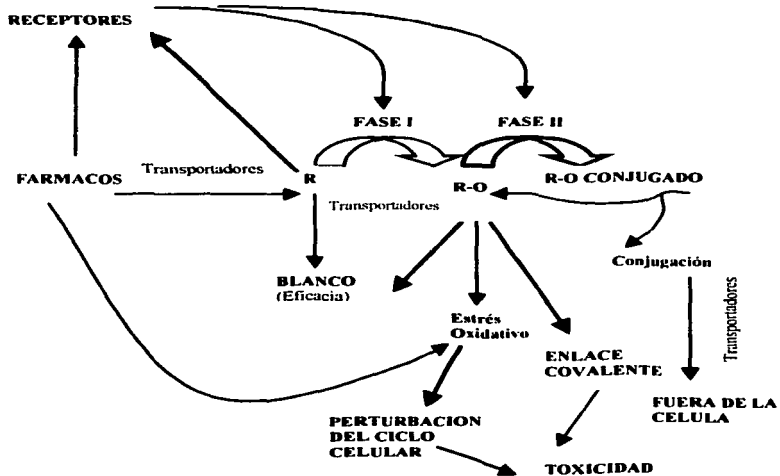 RECEPTORES
FASE I
FASE II
FARMACOS
Transportadores
R
Transportadores
R-O
R-O CONJUGADO
BLANCO
(Eficacia)
Conjugación
Transportadores
Estrés
Oxidativo
ENLACE
COVALENTE
FUERA DE LA
CELULA
PERTURBACION
DEL CICLO
CELULAR
TOXICIDAD